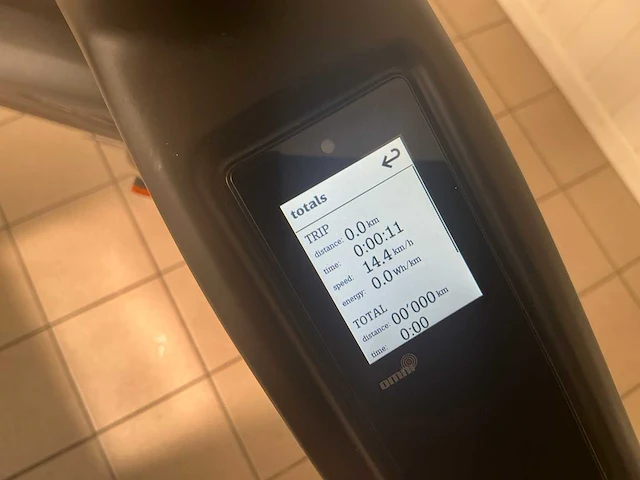 totals
TRIP
distance: 0.0 km
time: 0:00:11
speed: 14.4 km/h
energy: 0.0 Wh/km
TOTAL
distance: 00'000 km
time: 0:00
omni